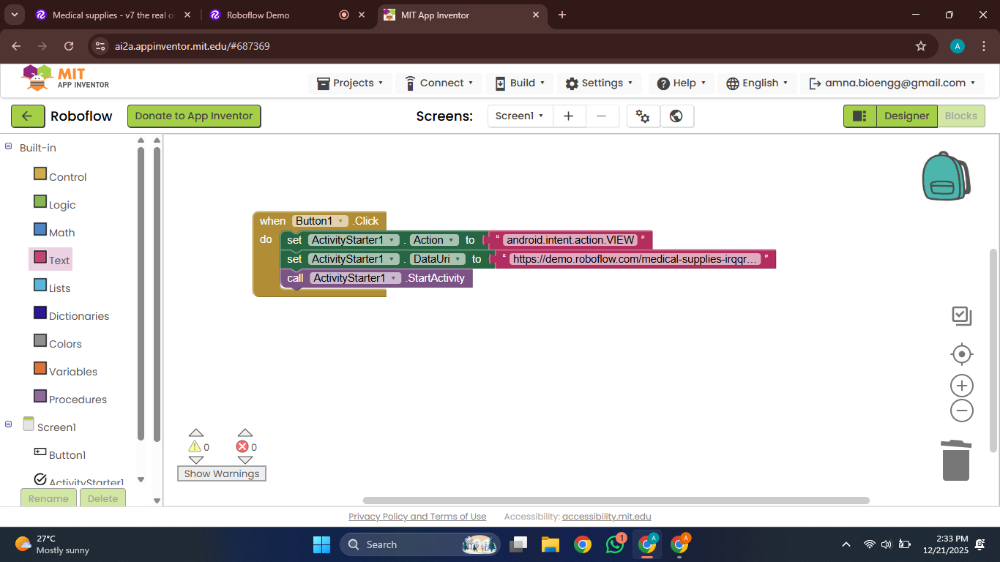 Medical supplies - v7 the real o
Roboflow Demo
MIT App Inventor
ai2a.appinventor.mit.edu/#687369
A
MIT
APP INVENTOR
Projects
Connect
Build
Settings
Help
English
amna.bioengg@gmail.com
Roboflow
Donate to App Inventor
Screens:
Screen1
Designer
Blocks
Built-in
Control
Logic
Math
Text
Lists
Dictionaries
Colors
Variables
Procedures
Screen1
Button1
ActivityStarter1
Rename
Delete
when Button1 .Click
do set ActivityStarter1 . Action to “ android.intent.action.VIEW ”
set ActivityStarter1 . DataUri to “ https://demo.roboflow.com/medical-supplies-irqqr… ”
call ActivityStarter1 .StartActivity
0
0
Show Warnings
Privacy Policy and Terms of Use
Accessibility: accessibility.mit.edu
27°C
Mostly sunny
Search
1
A
A
2:33 PM
12/21/2025